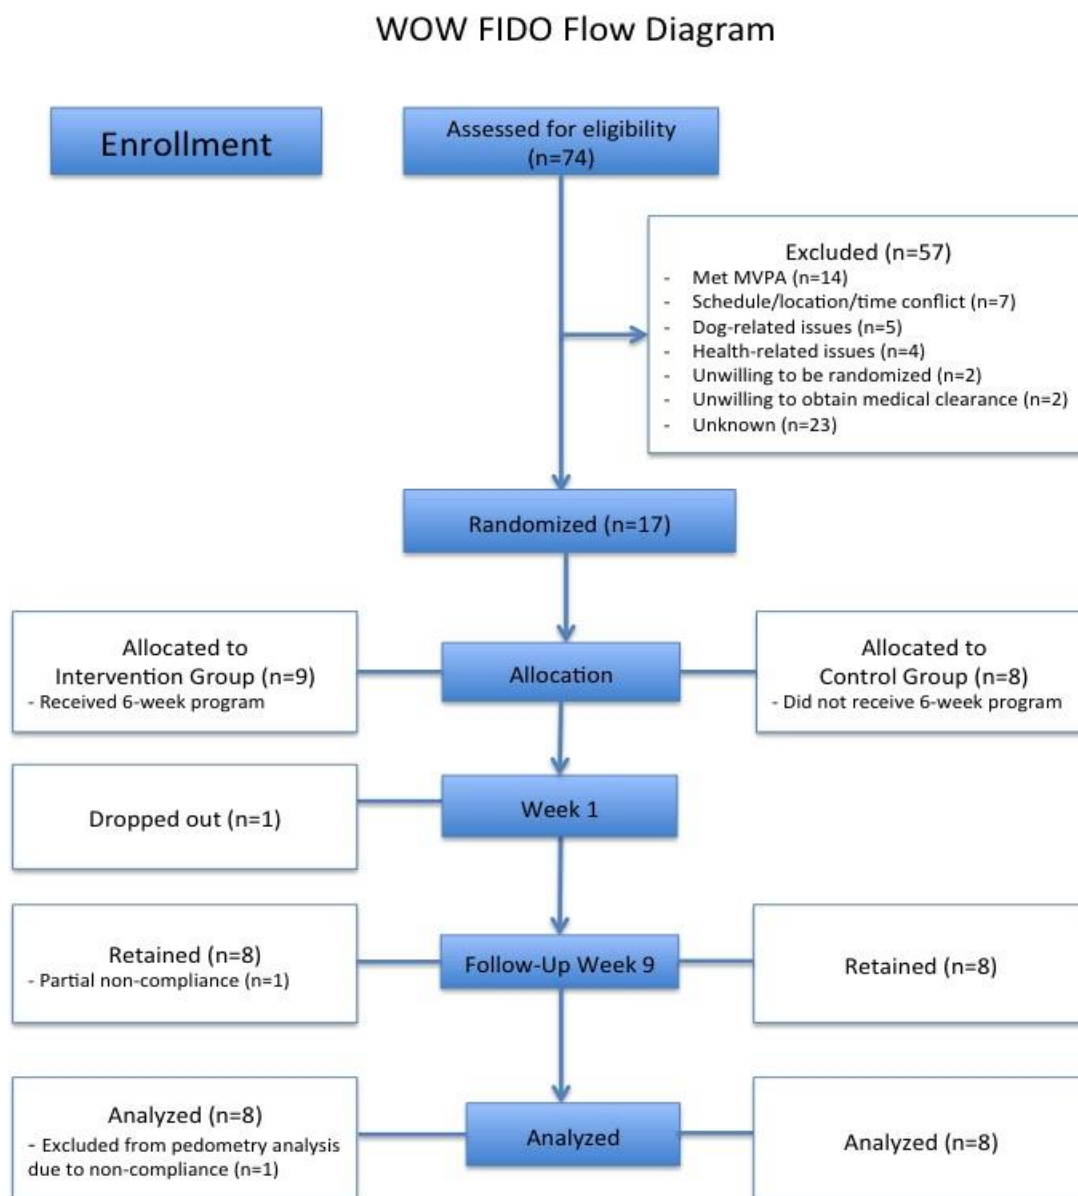 WOW FIDO Flow Diagram
Enrollment
Assessed for eligibility
(n=74)
Excluded (n=57)
- Met MVPA (n=14)
- Schedule/location/time conflict (n=7)
- Dog-related issues (n=5)
- Health-related issues (n=4)
- Unwilling to be randomized (n=2)
- Unwilling to obtain medical clearance (n=2)
- Unknown (n=23)
Randomized (n=17)
Allocated to
Intervention Group (n=9)
- Received 6-week program
Allocation
Allocated to
Control Group (n=8)
- Did not receive 6-week program
Dropped out (n=1)
Week 1
Retained (n=8)
- Partial non-compliance (n=1)
Follow-Up Week 9
Retained (n=8)
Analyzed (n=8)
- Excluded from pedometry analysis
due to non-compliance (n=1)
Analyzed
Analyzed (n=8)